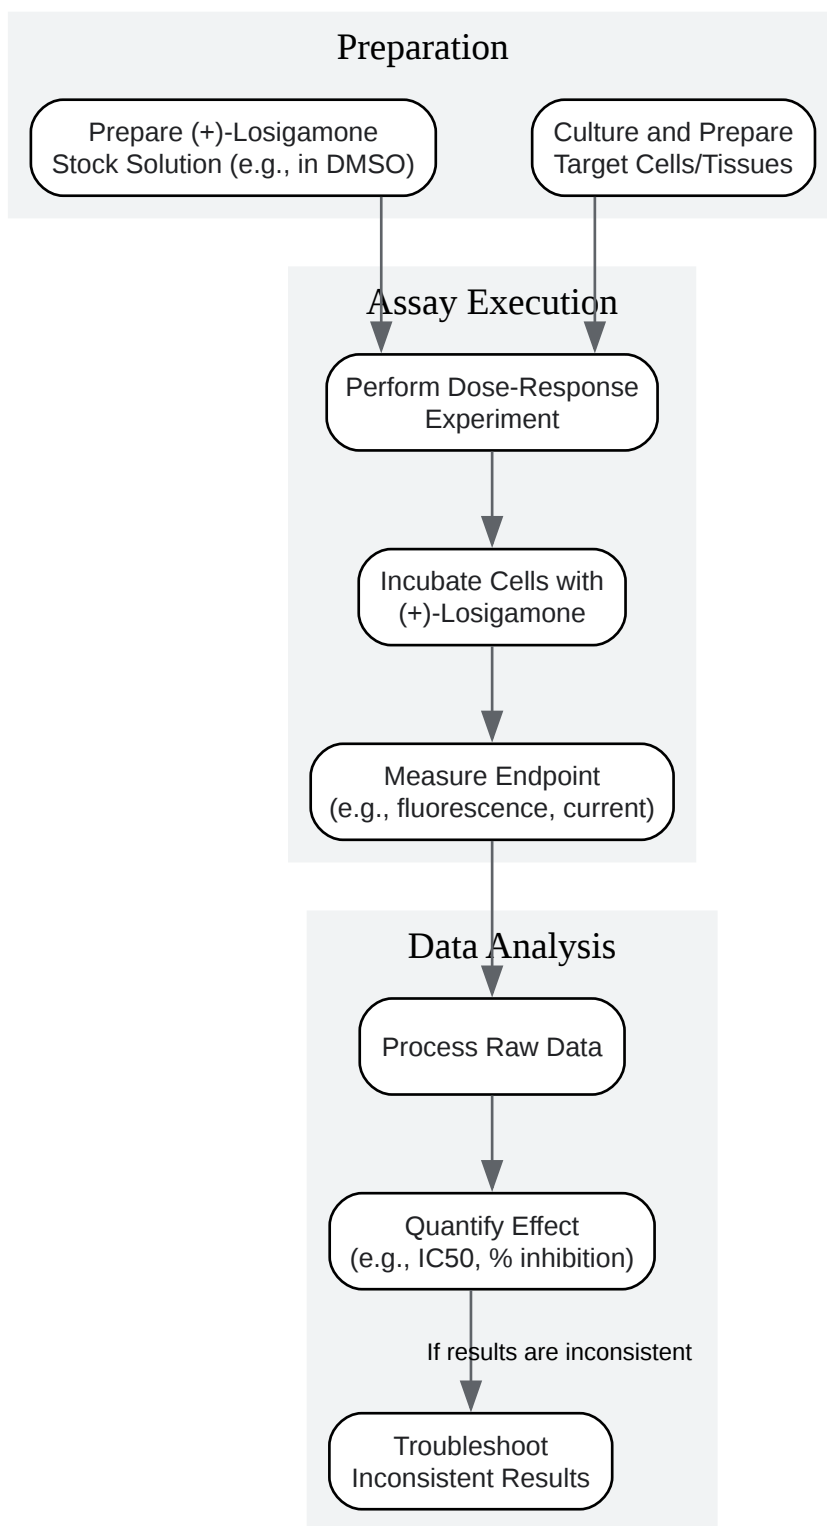 Preparation
Prepare (+)-Losigamone
Stock Solution (e.g., in DMSO)
Culture and Prepare
Target Cells/Tissues
Assay Execution
Perform Dose-Response
Experiment
Incubate Cells with
(+)-Losigamone
Measure Endpoint
(e.g., fluorescence, current)
Data Analysis
Process Raw Data
Quantify Effect
(e.g., IC50, % inhibition)
If results are inconsistent
Troubleshoot
Inconsistent Results